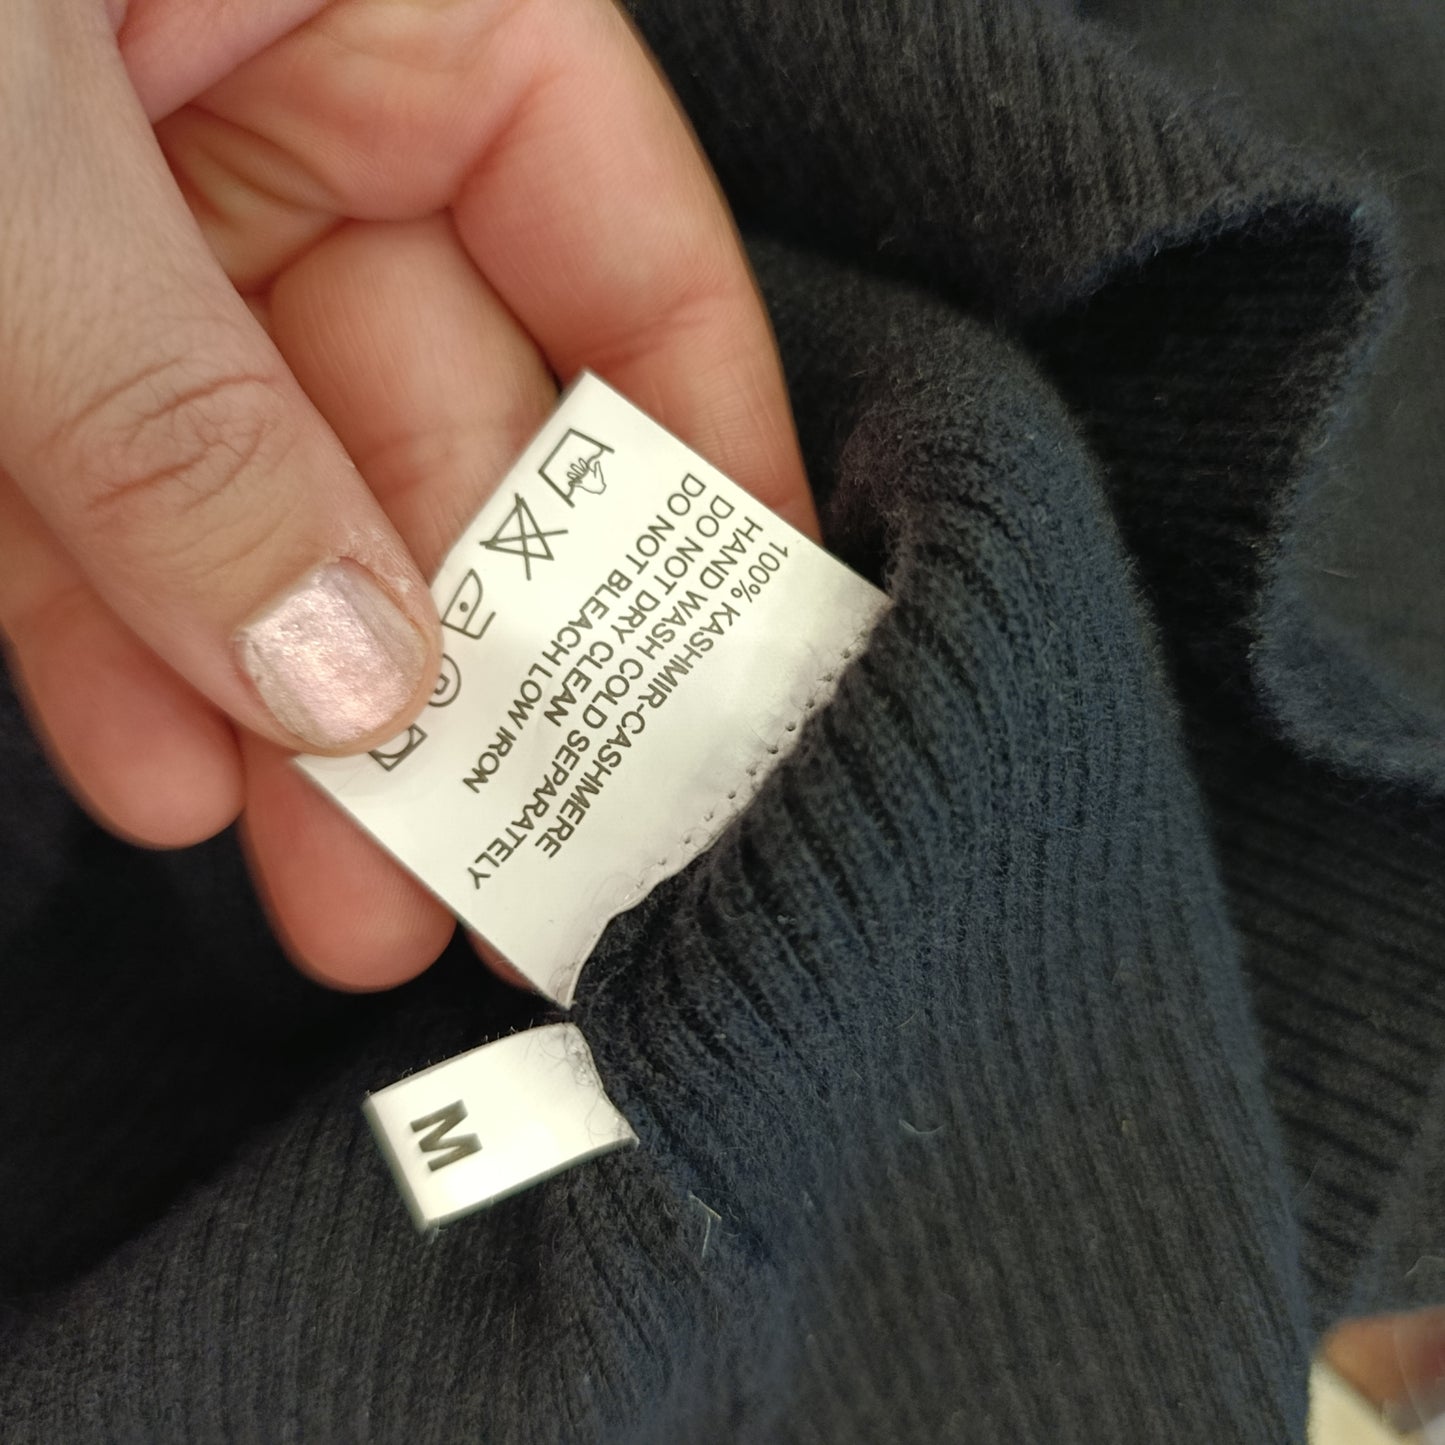 100% KASHMIR-CASHMERE
HAND WASH COLD SEPARATELY
DO NOT DRY CLEAN
DO NOT BLEACH LOW IRON
M